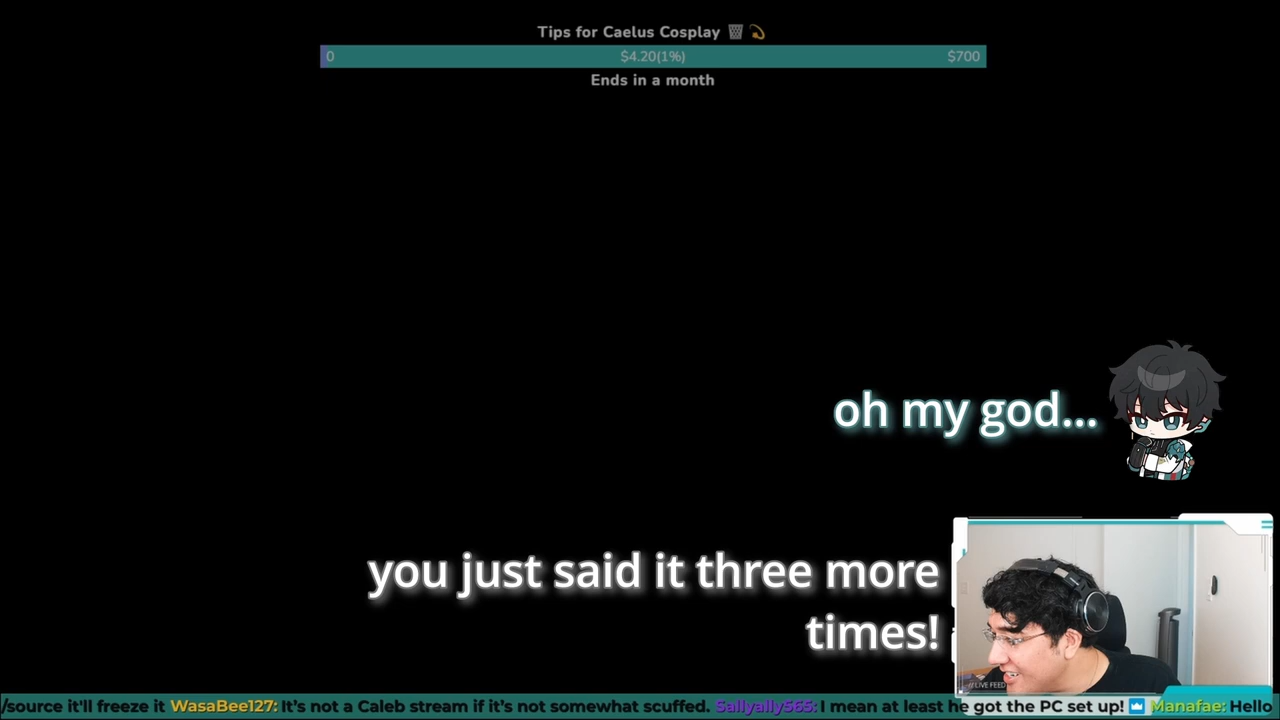 Tips for Caelus Cosplay
0 $4.20(1%) $700
Ends in a month
oh my god...
you just said it three more
times!
// LIVE FEED
/source it'll freeze it WasaBee127: It's not a Caleb stream if it's not somewhat scuffed. Sallyally565: I mean at least he got the PC set up! Manafae: Hello